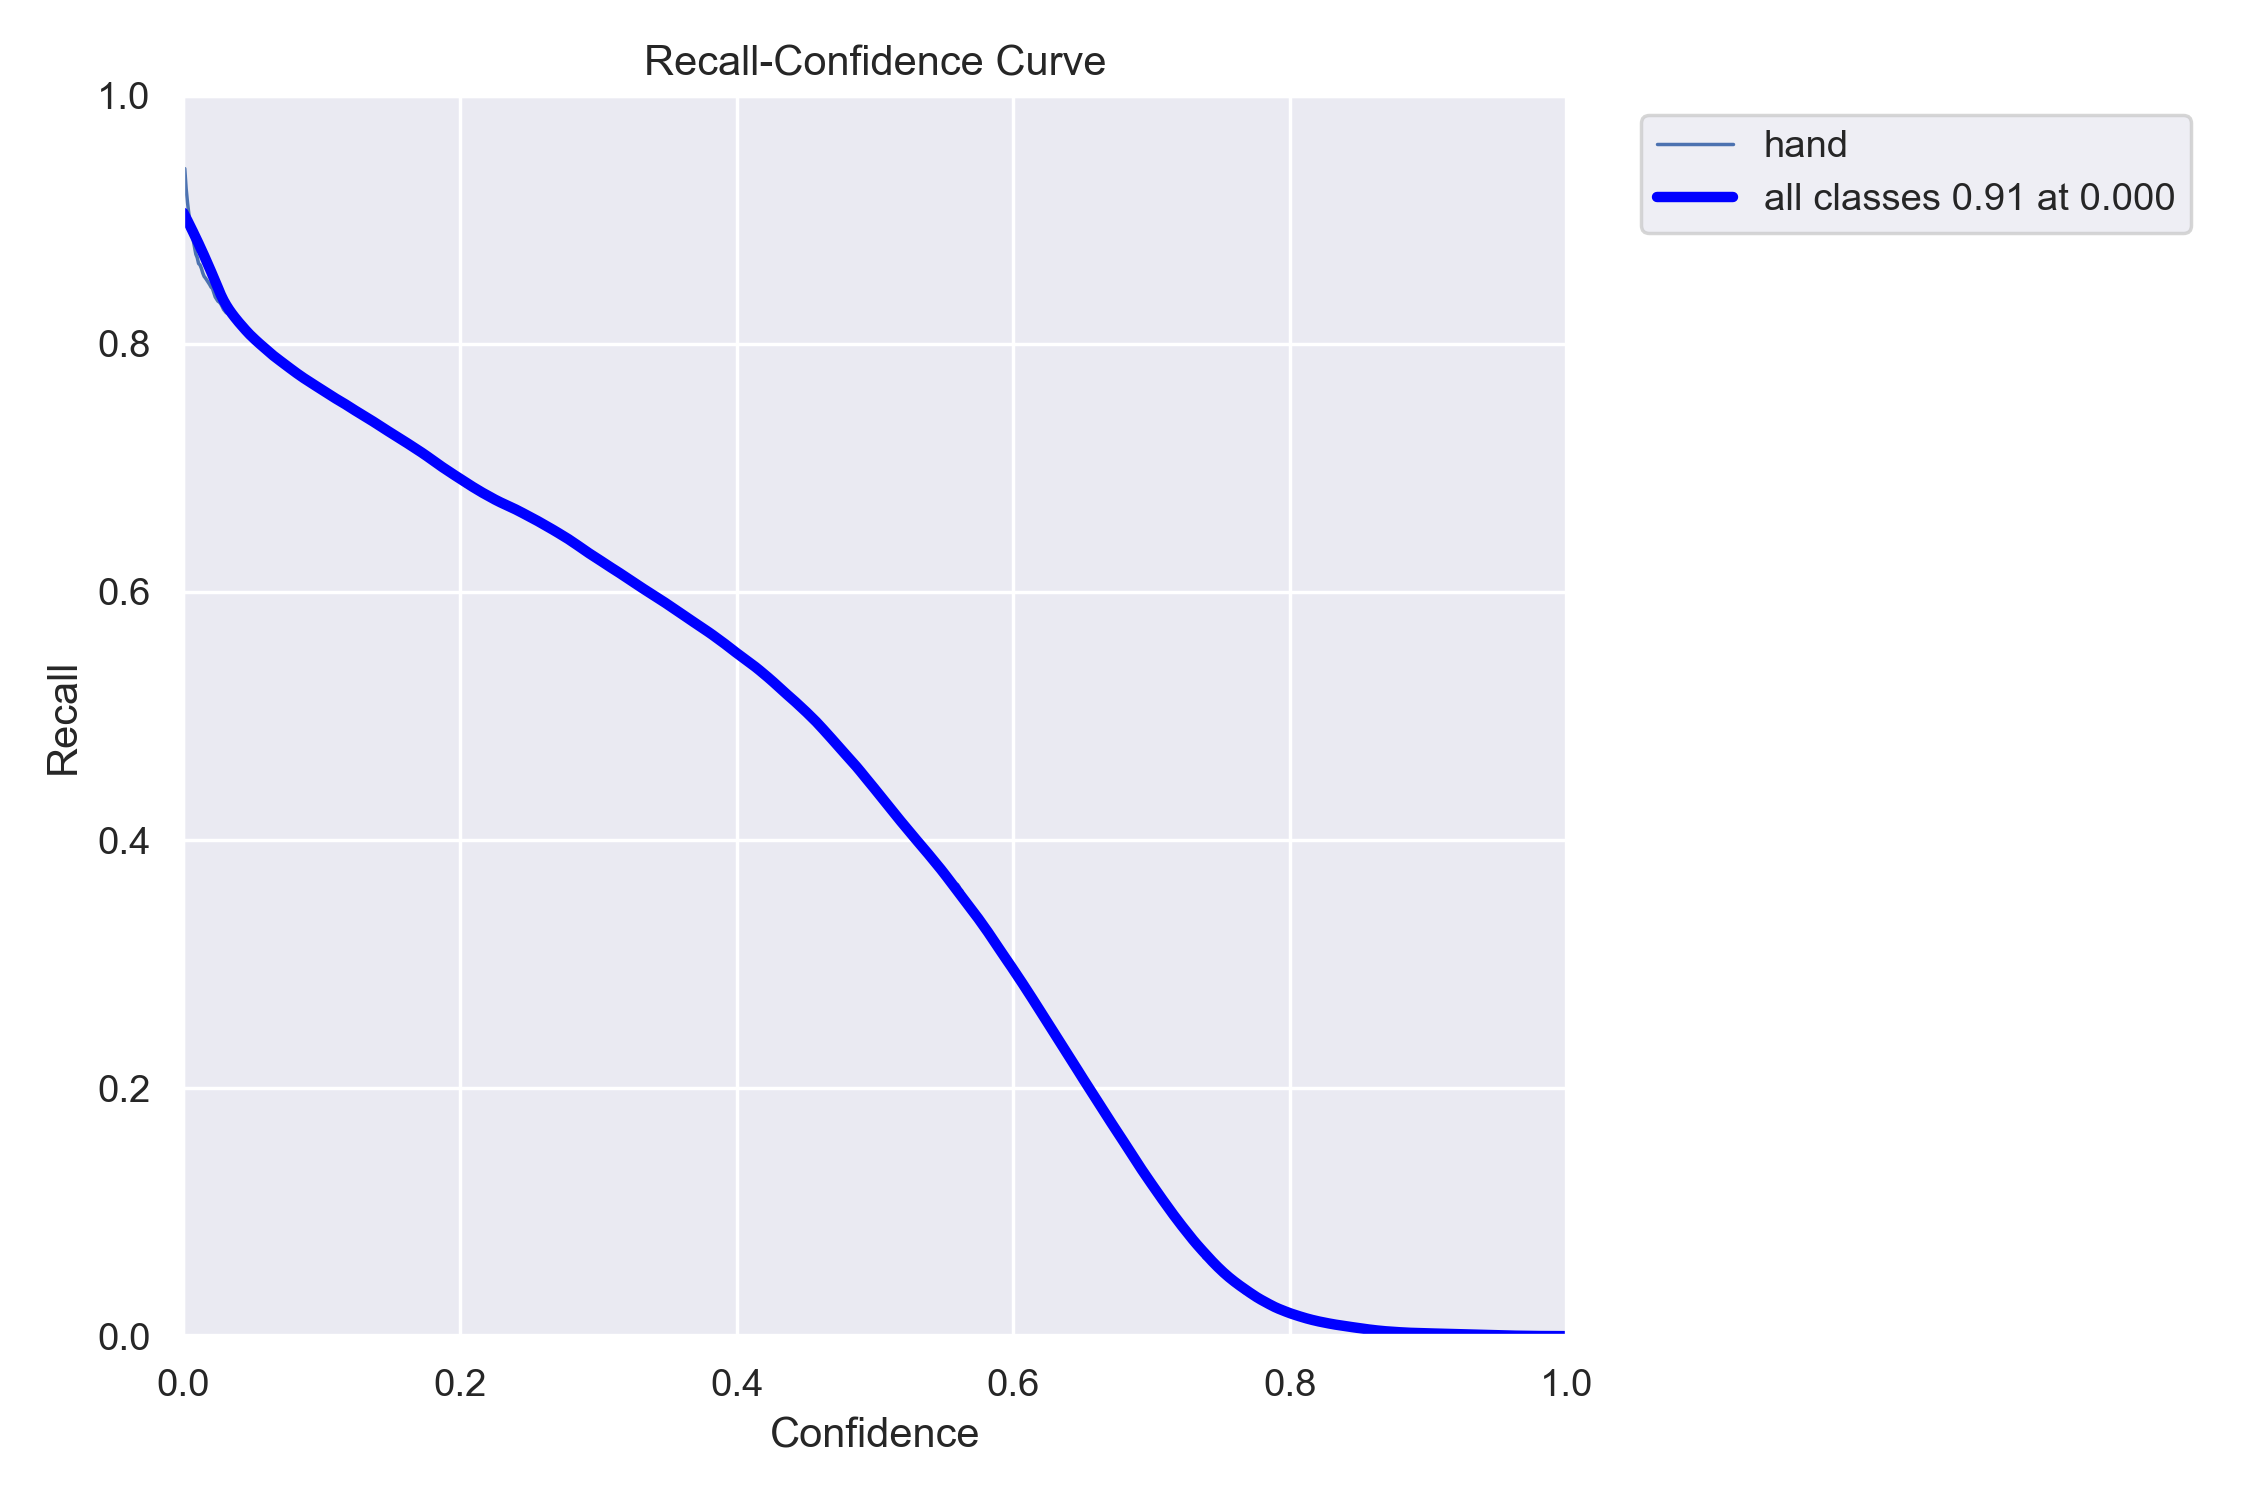 Recall-Confidence Curve
hand
all classes 0.91 at 0.000
1.0
0.8
0.6
0.4
0.2
0.0
Recall
0.0 0.2 0.4 0.6 0.8 1.0
Confidence